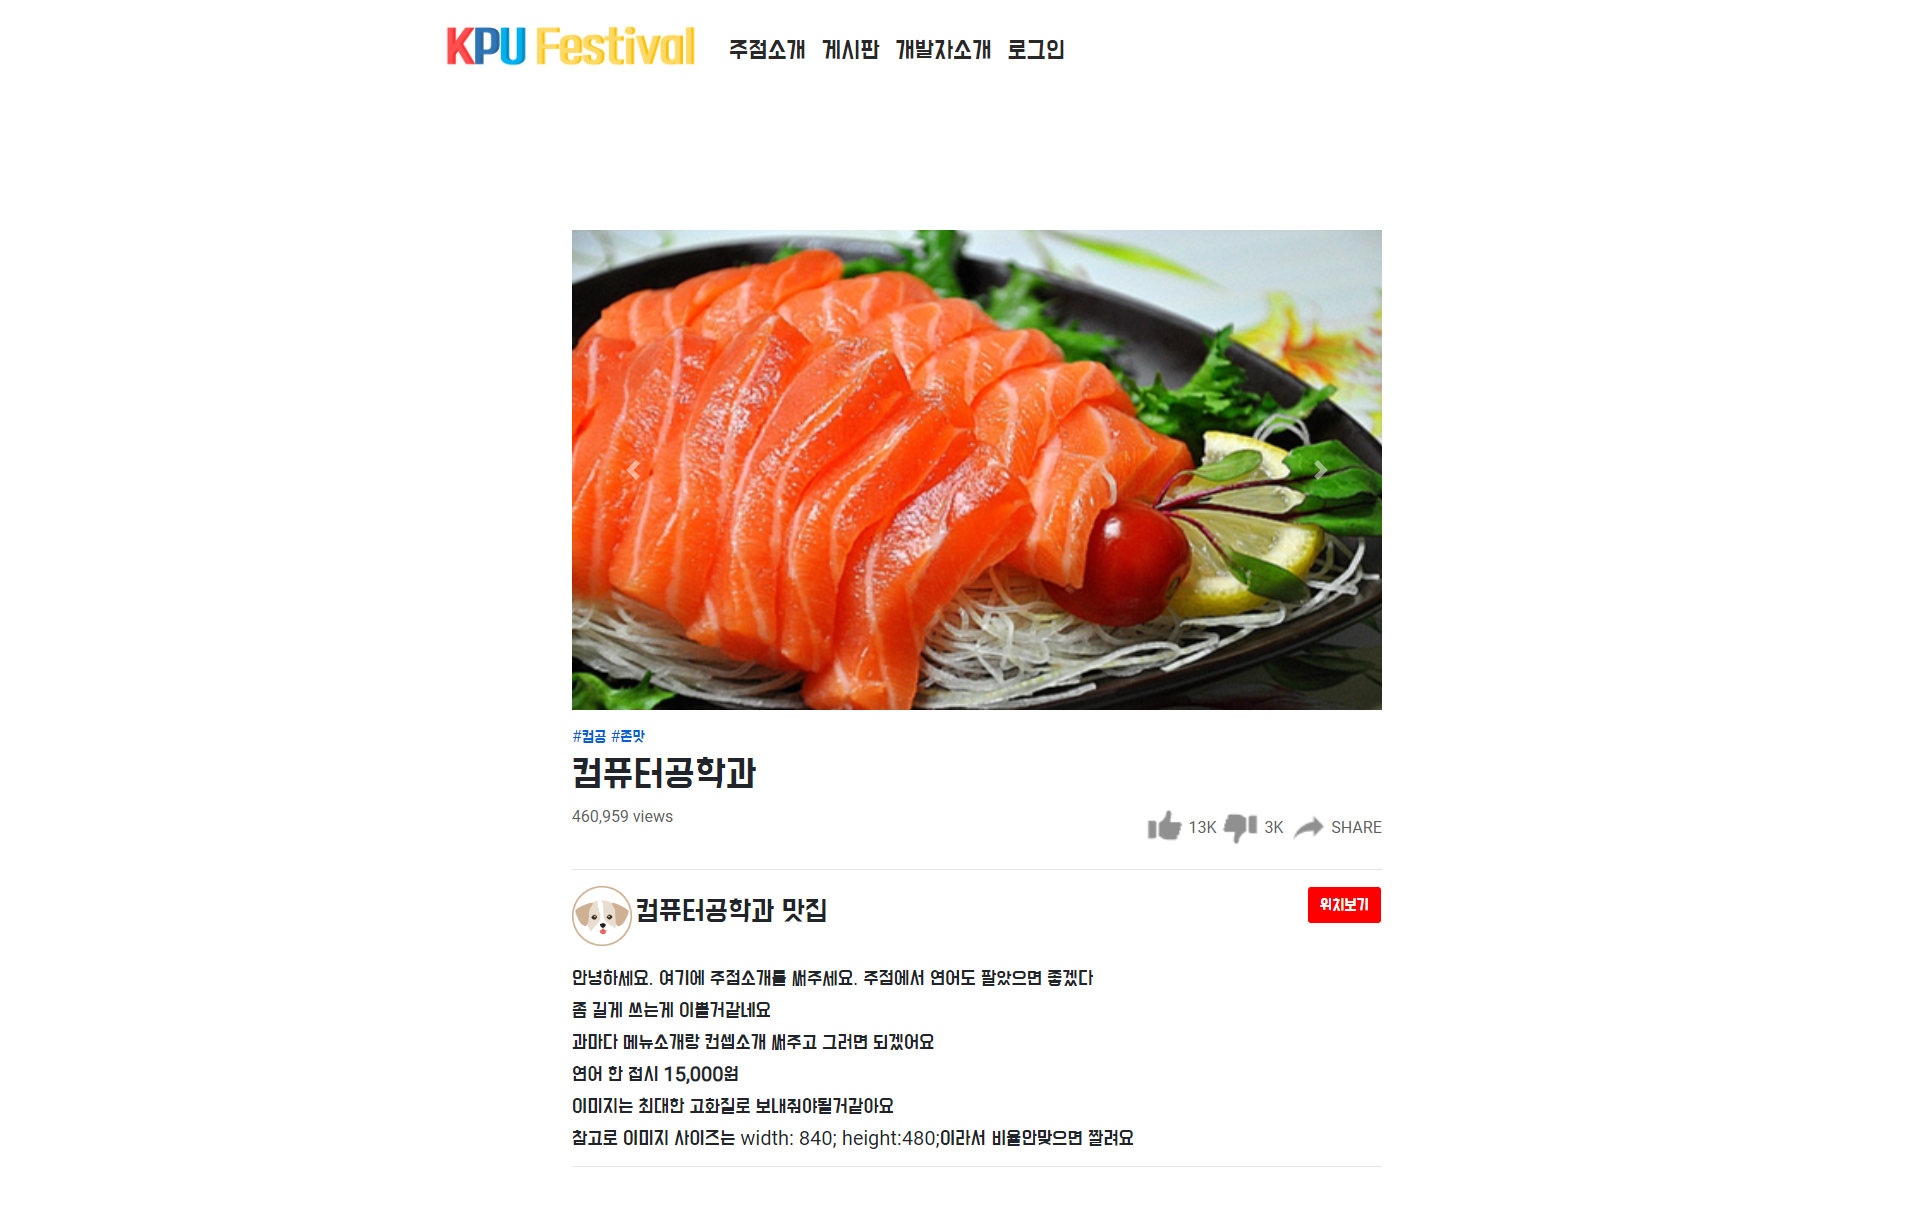 KPU Festival 주점소개 게시판 개발자소개 로그인
#컴공 #존맛
컴퓨터공학과
460,959 views 13K 3K SHARE
컴퓨터공학과 맛집 위치보기
안녕하세요. 여기에 주점소개를 써주세요. 주점에서 연어도 팔았으면 좋겠다
좀 길게 쓰는게 이쁠거같네요
과마다 메뉴소개랑 컨셉소개 써주고 그러면 되겠어요
연어 한 접시 15,000원
이미지는 최대한 고화질로 보내줘야될거같아요
참고로 이미지 사이즈는 width: 840; height:480;이라서 비율안맞으면 짤려요